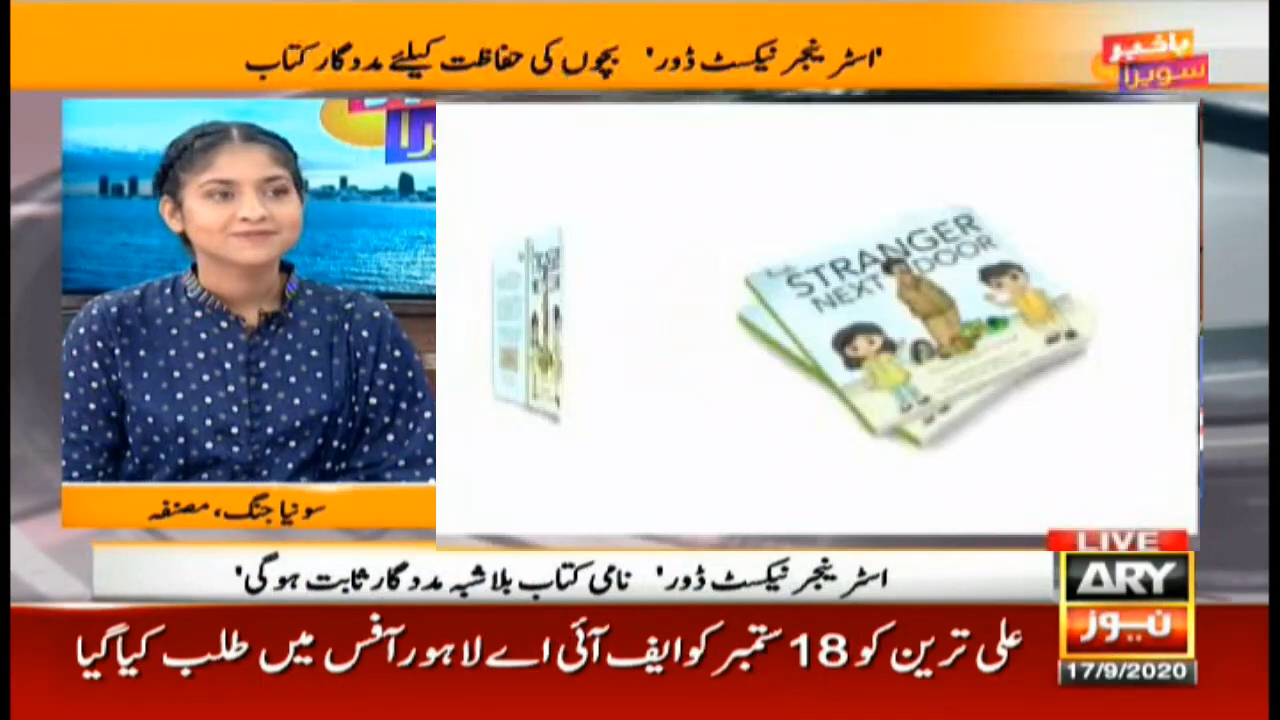 'اسٹرینجر نیکسٹ ڈور' بچوں کی حفاظت کیلئے مددگار کتاب
باخبر
سویرا
STRANGER
NEXT DOOR
سونیا جنگ، مصنفہ
LIVE
اسٹرینجر نیکسٹ ڈور' نامی کتاب بلاشبہ مددگار ثابت ہوگی'
ARY
نیوز
علی ترین کو 18 ستمبر کو ایف آئی اے لاہور آفس میں طلب کیا گیا
17/9/2020